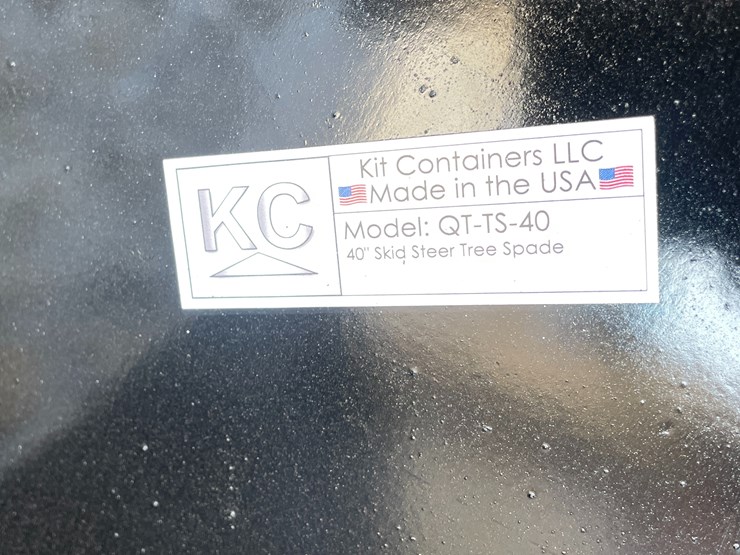 KC
Kit Containers LLC
Made in the USA
Model: QT-TS-40
40" Skid Steer Tree Spade